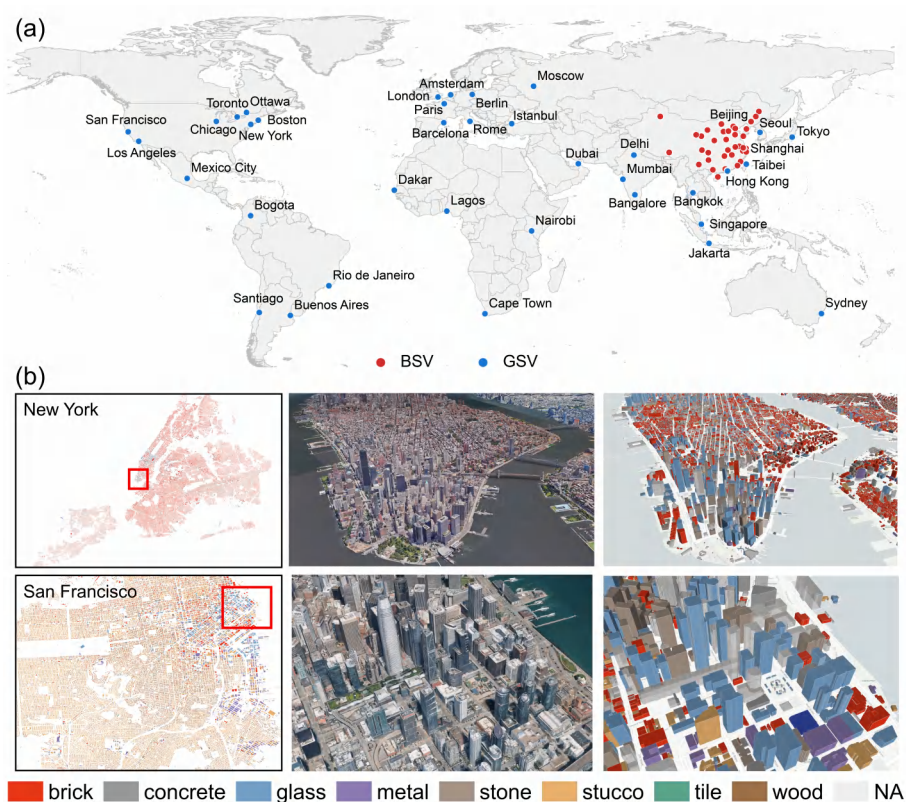 (a)
Moscow
Amsterdam
London
Berlin
Paris
Barcelona
Rome
Istanbul
Toronto
Ottawa
San Francisco
Boston
Chicago
New York
Los Angeles
Mexico City
Beijing
Seoul
Tokyo
Shanghai
Delhi
Dubai
Mumbai
Taibei
Hong Kong
Bangalore
Bangkok
Dakar
Lagos
Bogota
Nairobi
Singapore
Jakarta
Rio de Janeiro
Santiago
Buenos Aires
Cape Town
Sydney
BSV
GSV
(b)
New York
San Francisco
brick
concrete
glass
metal
stone
stucco
tile
wood
NA